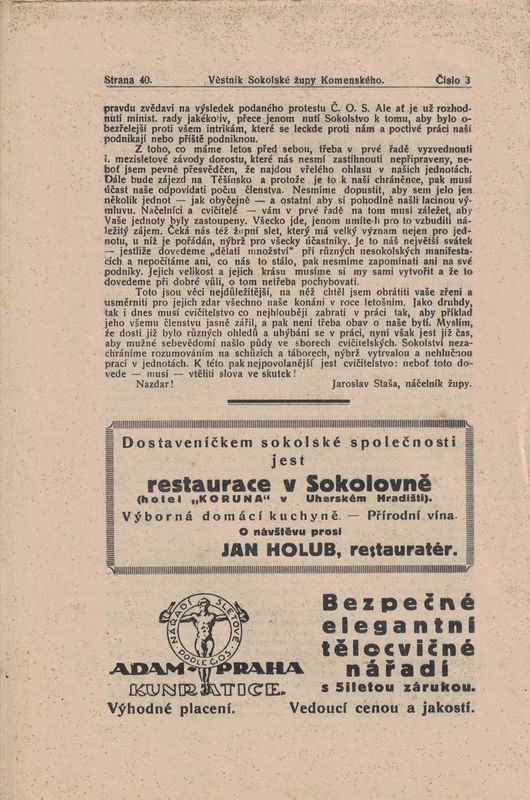 Strana 40. Věstník Sokolské župy Komenského. Číslo 3
pravdu zvědavi na výsledek podaného protestu Č. O. S. Ale ať je už rozhod-
nutí minist. rady jakékoliv, přece jenom nutí Sokolstvo k tomu, aby bylo o-
bezřelejší proti všem intrikám, které se leckde proti nám a poctivé práci naší
podnikají nebo příště podniknou.
Z toho, co máme letos před sebou, třeba v prvé řadě vyzvednouti
i. mezisletové závody dorostu, které nás nesmí zastihnouti nepřipraveny, ne-
boť jsem pevně přesvědčen, že najdou vřelého ohlasu v našich jednotách.
Dále bude zájezd na Těšínsko a protože je to k naší chráněnce, pak musí
účast naše odpovídati počtu členstva. Nesmíme dopustit, aby sem jelo jen
několik jednot — jak obyčejně — a ostatní aby si pohodlně našli lacinou vý-
mluvu. Náčelníci a cvičitelé — vám v prvé řadě na tom musí záležet, aby
Vaše jednoty byly zastoupeny. Všecko jde, jenom umíte-li pro to vzbuditi ná-
ležitý zájem. Čeká nás též župní slet, který má velký význam nejen pro jed-
notu, u níž je pořádán, nýbrž pro všecky účastníky. Je to náš největší svátek
— jestliže dovedeme „dělati množství“ při různých nesokolských manifesta-
cích a nepočítáme ani, co nás to stálo, pak nesmíme zapomínati ani na své
podniky. Jejich velikost a jejich krásu musíme si my sami vytvořit a že to
dovedeme při dobré vůli, o tom netřeba pochybovati.
Toto jsou věci nejdůležitější, na něž chtěl jsem obrátiti vaše zření a
usměrniti pro jejich zdar všechno naše konání v roce letošním. Jako druhdy,
tak i dnes musí cvičitelstvo co nejhlouběji zabrati v práci tak, aby příklad
jeho všemu členstvu jasně zářil, a pak není třeba obav o naše bytí. Myslím,
že dosti již bylo různých ohledů a uhýbání se v práci, nyní však jest již čas,
aby mužné sebevědomí našlo půdy ve sborech cvičitelských. Sokolství neza-
chráníme rozumováním na schůzích a táborech, nýbrž vytrvalou a nehlučnou
prací v jednotách. K této pak nejpovolanější jest cvičitelstvo: neboť toto do-
vede — musí — vtěliti slova ve skutek!
Nazdar! Jaroslav Staša, náčelník župy.
Dostaveníčkem sokolské společnosti
jest
restaurace v Sokolovně
(hotel „KORUNA“ v Uherském Hradišti).
Výborná domácí kuchyně. — Přírodní vína.
O návštěvu prosí
JAN HOLUB, restauratér.
NÁŘADÍ SLETOVÉ
PODLE ČOS.
ADAM-PRAHA
KUNRATICE.
Výhodné placení.
Bezpečné
elegantní
tělocvičné
nářadí
s 5iletou zárukou.
Vedoucí cenou a jakostí.